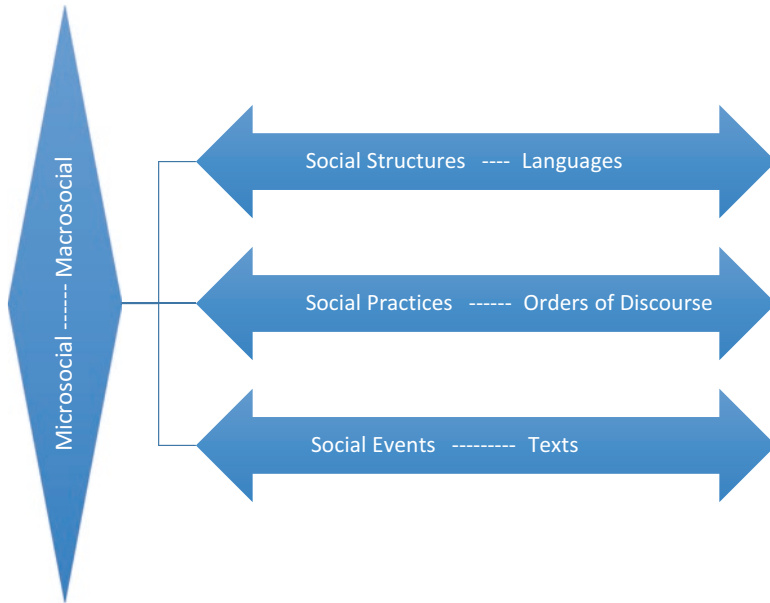 Microsocial ------- Macrosocial
Social Structures ---- Languages
Social Practices ------ Orders of Discourse
Social Events --------- Texts